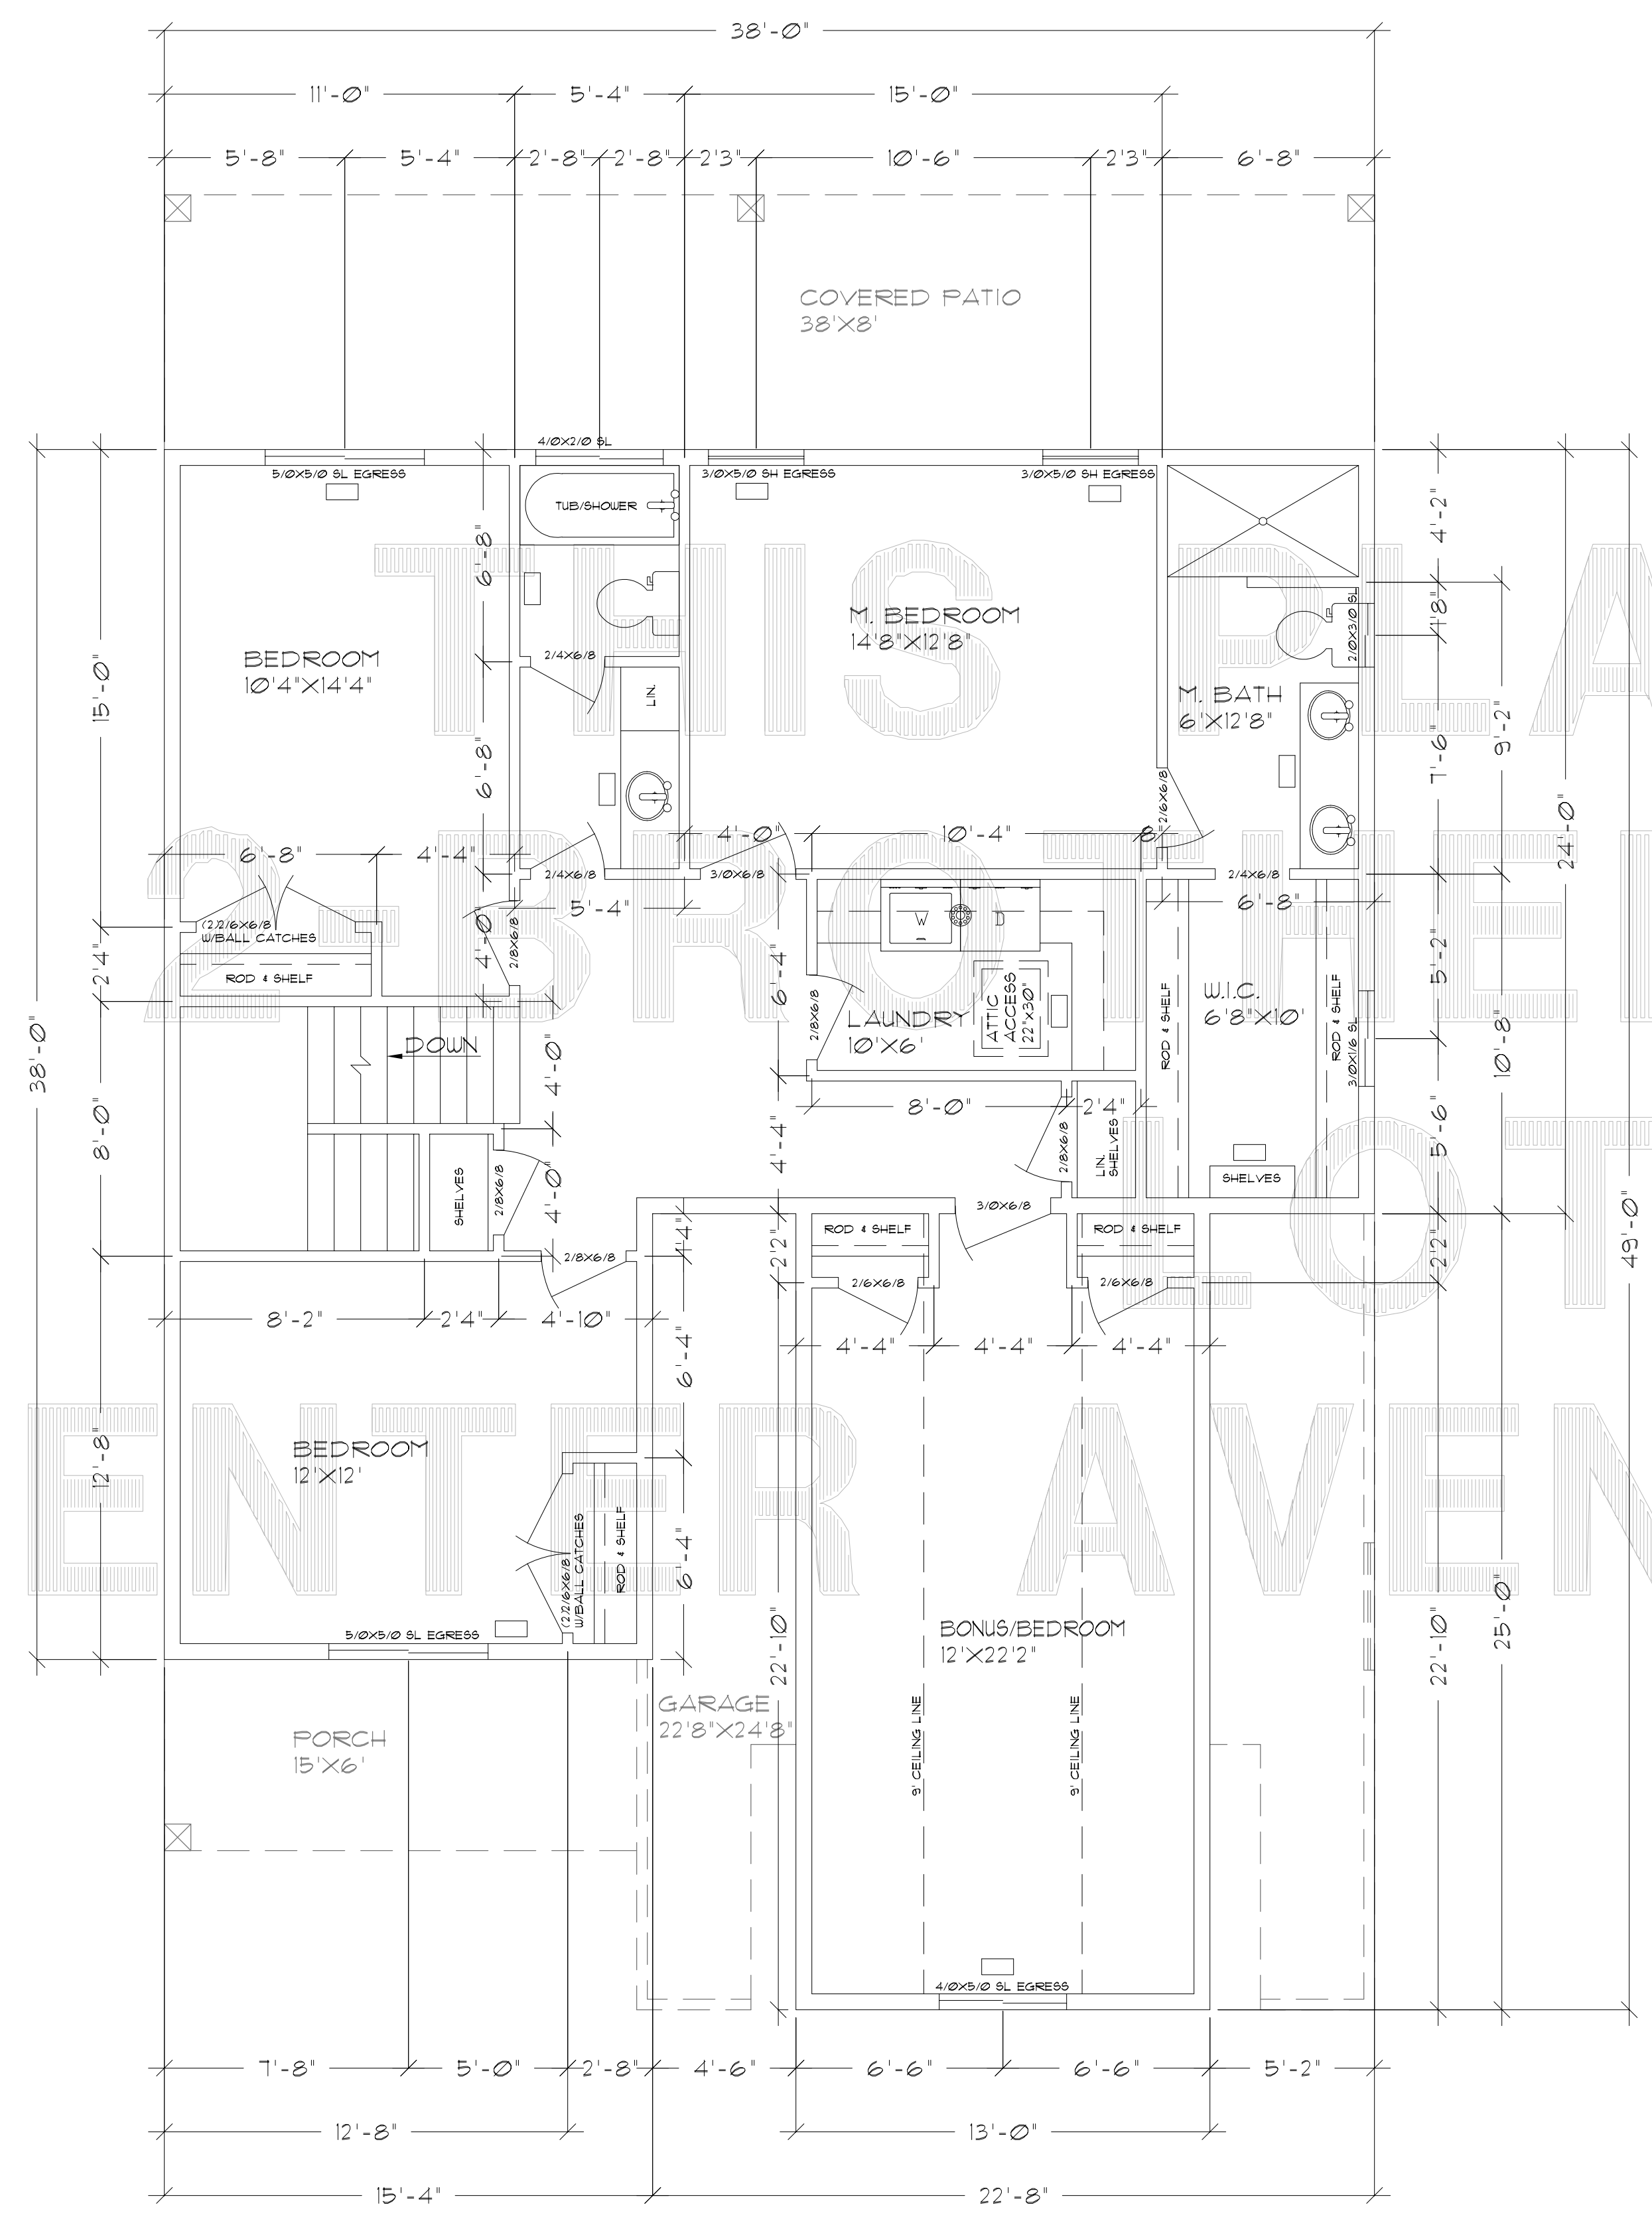 38'-0"
11'-0" 5'-4" 15'-0"
5'-8" 5'-4" 2'-8" 2'-8" 2'3" 10'-6" 2'3" 6'-8"
COVERED PATIO
38'X8'
4/0X2/0 SL
5/0X5/0 SL EGRESS
3/0X5/0 SH EGRESS
3/0X5/0 SH EGRESS
TUB/SHOWER
4'-2"
6'-8"
THIS PLA
1'8"
2/0X3/0 SL
M. BEDROOM
14'8"X12'8"
BEDROOM
10'4"X14'4"
2/4X6/8
LIN.
M. BATH
6'X12'8"
15'-0"
6'-8"
7'-6"
9'-2"
24'-0"
2/6X6/8
4'-0" 10'-4" 8"
6'-8" 4'-4"
2/4X6/8
3/0X6/8
2/4X6/8
5'-4"
6'-8"
2 BROTHE
(2)2/6X6/8
W/BALL CATCHES
4'-0"
2/8X6/8
W D
2'4"
ROD & SHELF
6'-4"
2/8X6/8
ATTIC
ACCESS
22"x30"
LAUNDRY
10'X6'
ROD & SHELF
W.I.C.
6'8"X10'
ROD & SHELF
3/0X1/6 SL
5'-2"
10'-8"
38'-0"
DOWN
4'-0"
8'-0"
8'-0" 2'4"
4'-4"
2/8X6/8
LIN.
SHELVES
5'-6"
SHELVES
SHELVES
2/8X6/8
4'-0"
LOT
49'-0"
3/0X6/8
ROD & SHELF
ROD & SHELF
1'4"
2'2"
2'2"
2/8X6/8
2/6X6/8
2/6X6/8
8'-2" 2'4" 4'-10"
4'-4" 4'-4" 4'-4"
6'-4"
ENTER AVEN
BEDROOM
12'X12'
12'-8"
(2)2/6X6/8
W/BALL CATCHES
ROD & SHELF
6'-4"
5/0X5/0 SL EGRESS
BONUS/BEDROOM
12'X22'2"
22'-10"
22'-10"
25'-0"
GARAGE
22'8"X24'8"
PORCH
15'X6'
9' CEILING LINE
9' CEILING LINE
4/0X5/0 SL EGRESS
7'-8" 5'-0" 2'-8" 4'-6" 6'-6" 6'-6" 5'-2"
12'-8" 13'-0"
15'-4" 22'-8"